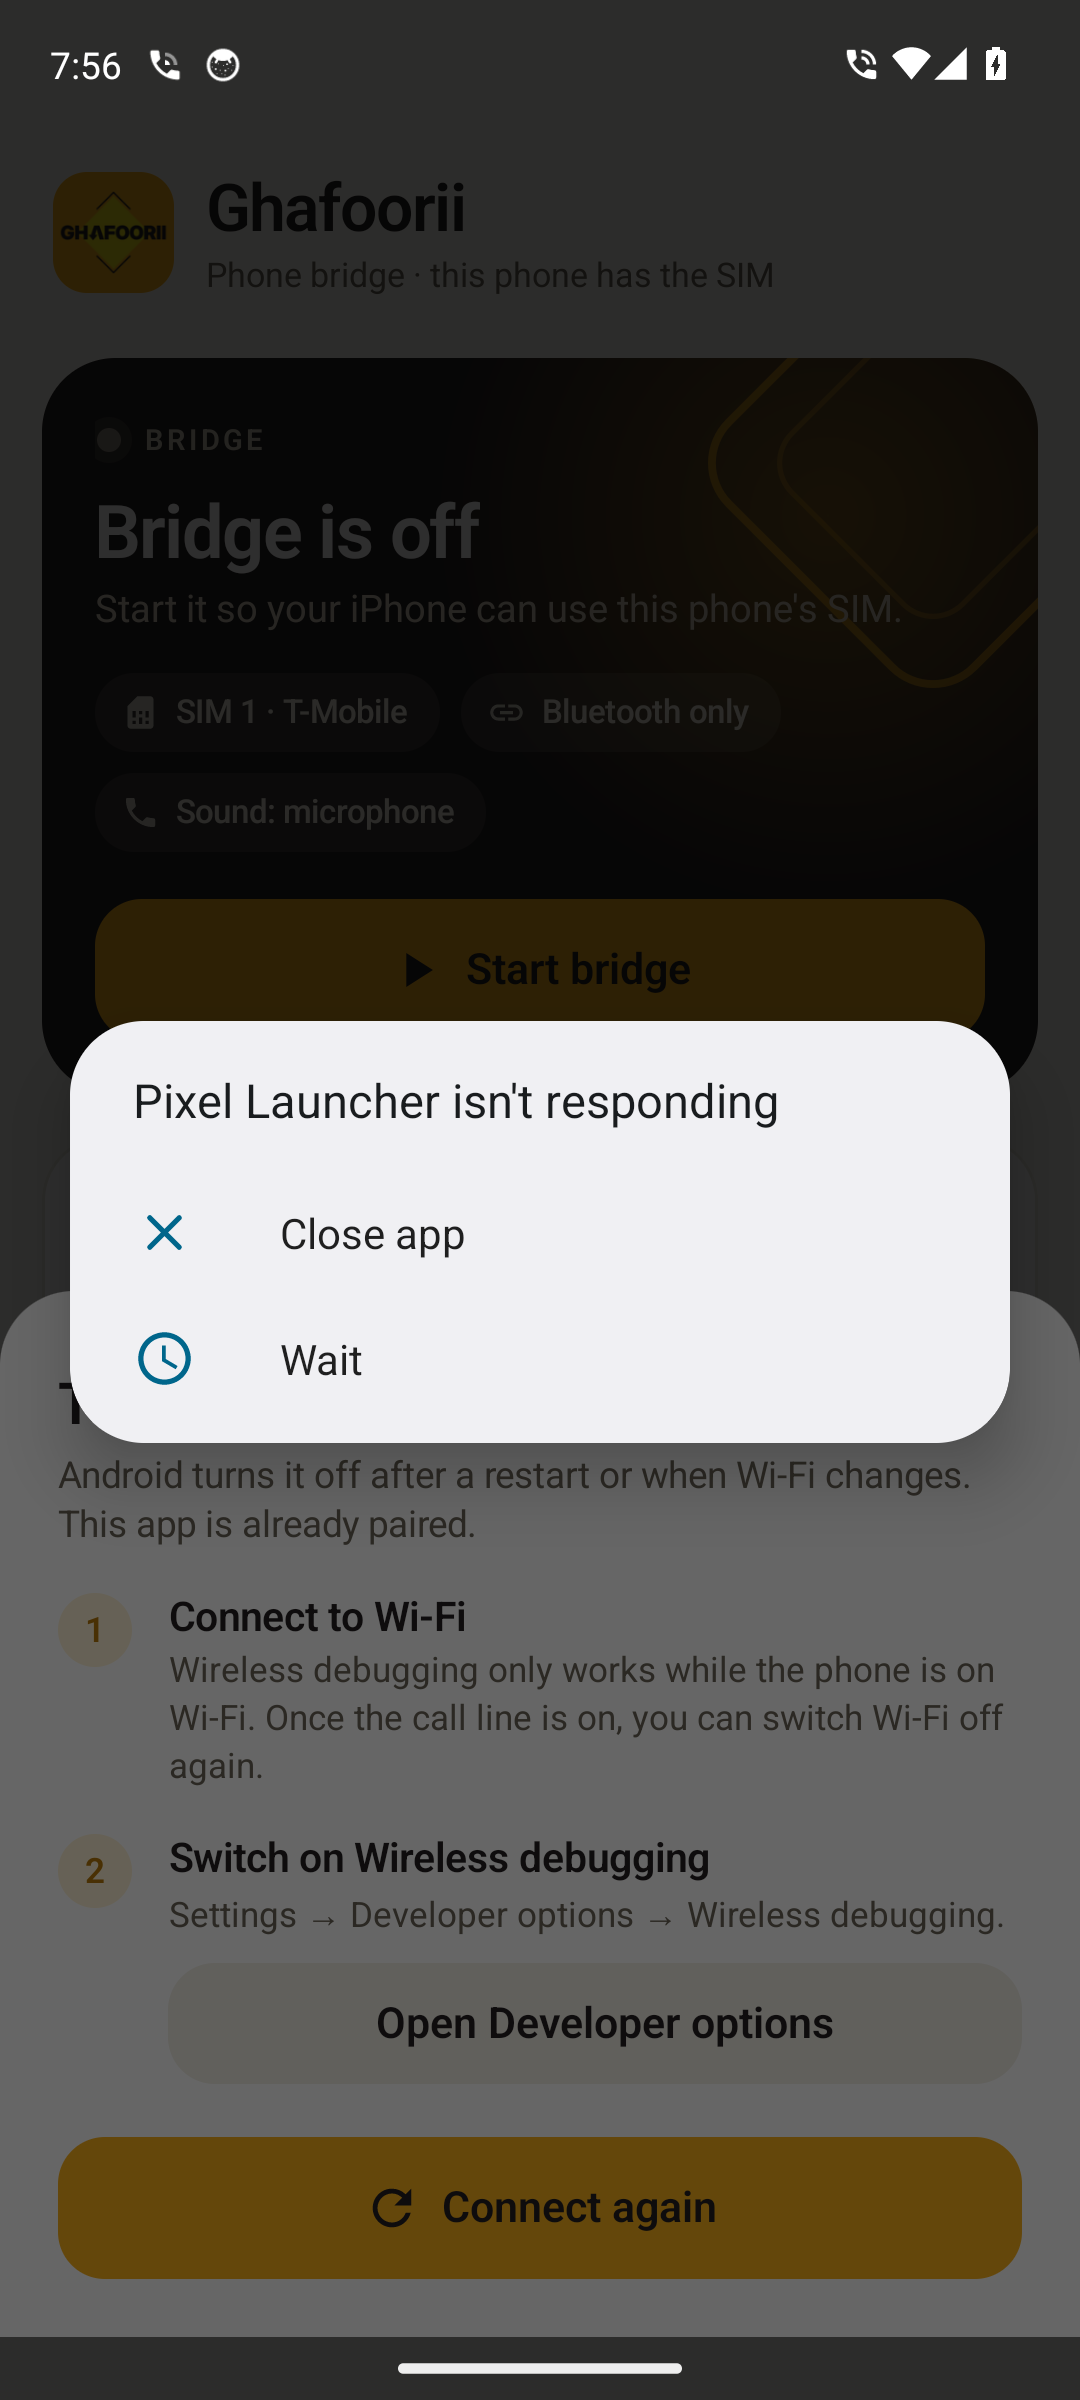 7:56
GHAFOORII
Ghafoorii
Phone bridge · this phone has the SIM
BRIDGE
Bridge is off
Start it so your iPhone can use this phone's SIM.
SIM 1 · T-Mobile
Bluetooth only
Sound: microphone
Start bridge
Pixel Launcher isn't responding
Close app
Wait
Android turns it off after a restart or when Wi-Fi changes.
This app is already paired.
1
Connect to Wi-Fi
Wireless debugging only works while the phone is on
Wi-Fi. Once the call line is on, you can switch Wi-Fi off
again.
2
Switch on Wireless debugging
Settings → Developer options → Wireless debugging.
Open Developer options
Connect again